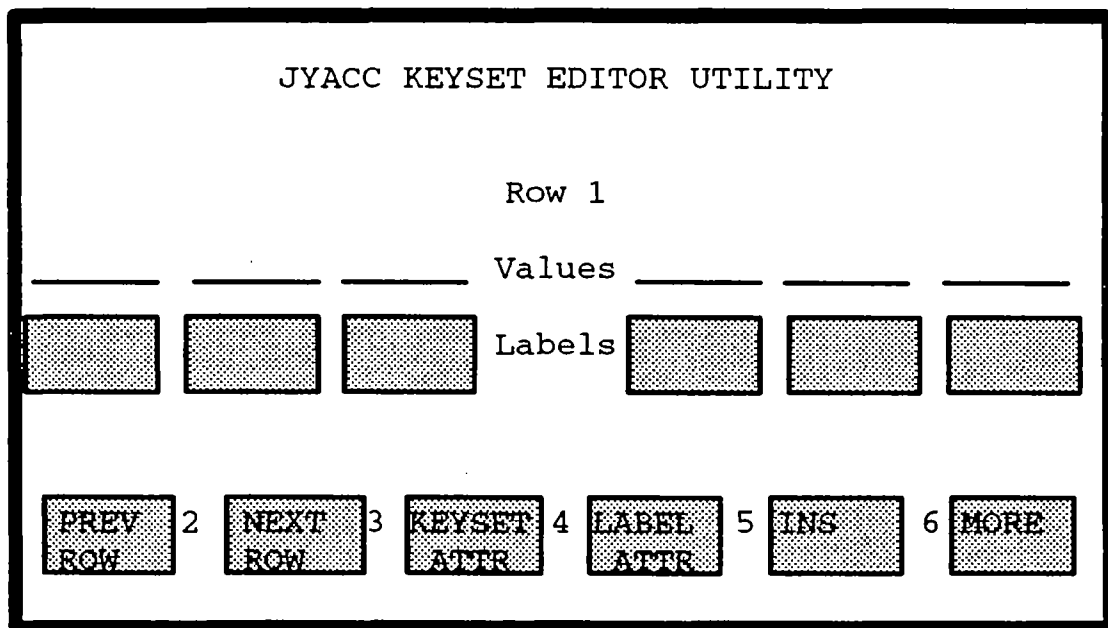 JYACC KEYSET EDITOR UTILITY
Row 1
Values
Labels
PREV ROW 2 NEXT ROW 3 KEYSET ATTR 4 LABEL ATTR 5 INS 6 MORE